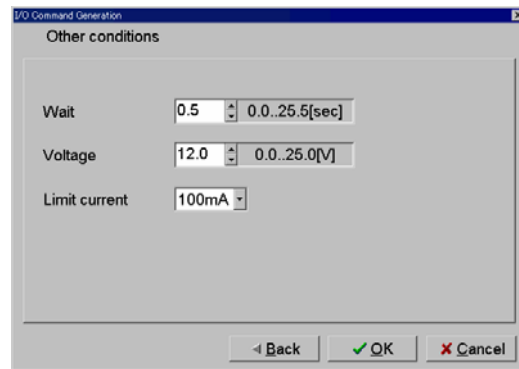 I/O Command Generation
Other conditions
Wait 0.5 0.0..25.5[sec]
Voltage 12.0 0.0..25.0[V]
Limit current 100mA
Back OK Cancel